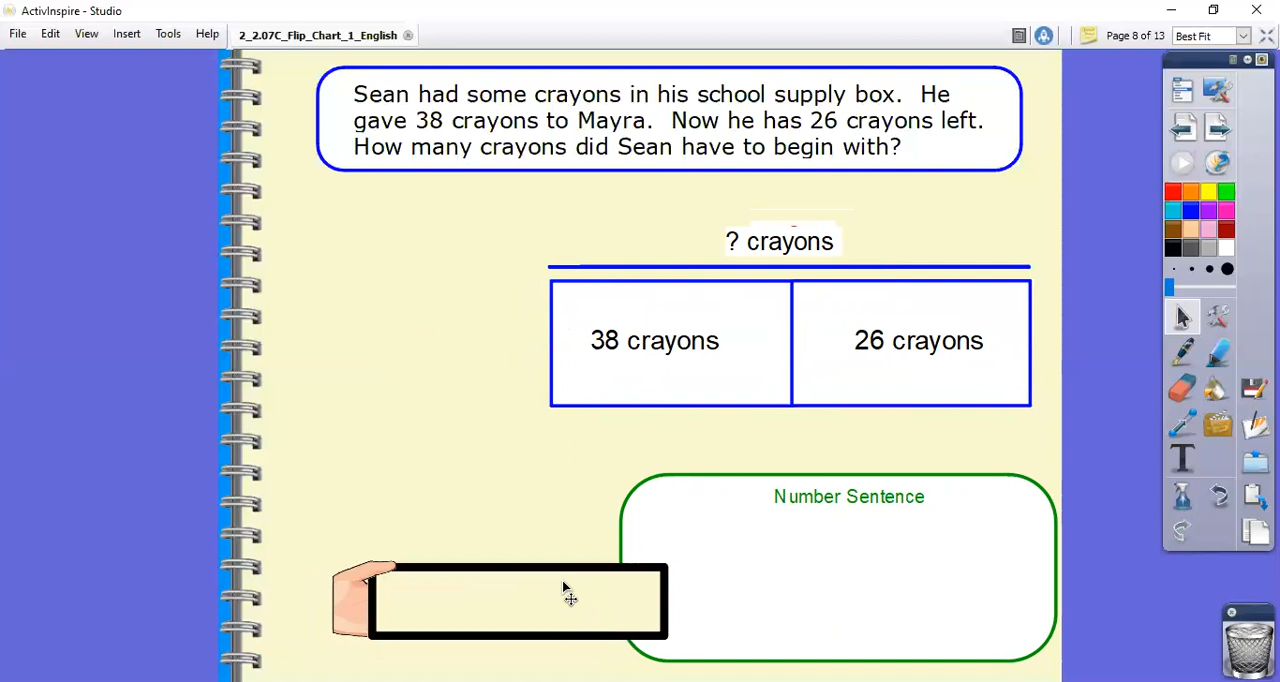 ActivInspire - Studio
File Edit View Insert Tools Help
2_2.07C_Flip_Chart_1_English
Page 8 of 13
Best Fit
Sean had some crayons in his school supply box. He
gave 38 crayons to Mayra. Now he has 26 crayons left.
How many crayons did Sean have to begin with?
? crayons
38 crayons
26 crayons
Number Sentence